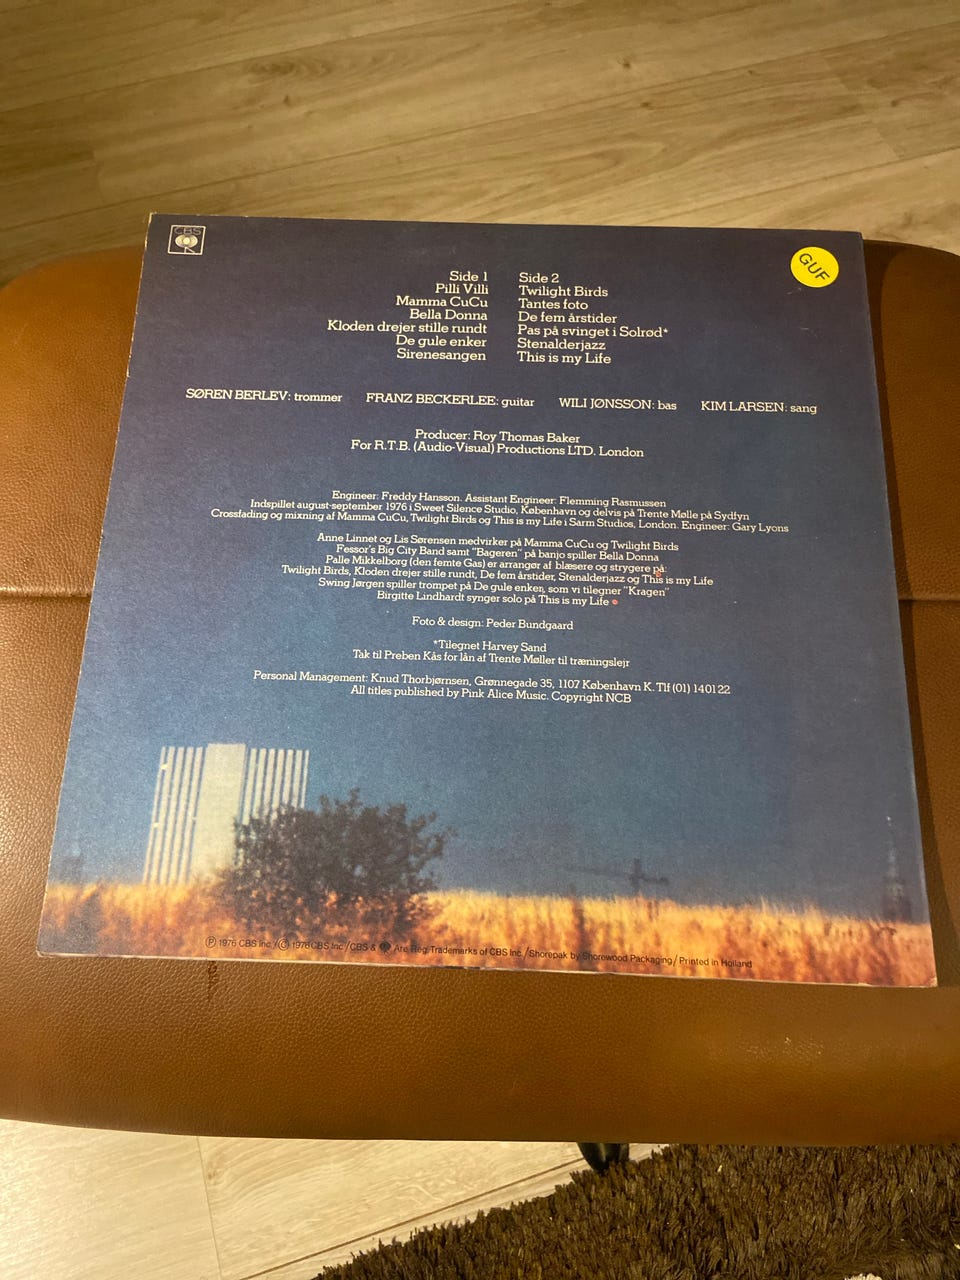 CBS
GUF
Side 1
Pilli Villi
Mamma CuCu
Bella Donna
Kloden drejer stille rundt
De gule enker
Sirenesangen
Side 2
Twilight Birds
Tantes foto
De fem årstider
Pas på svinget i Solrød*
Stenalderjazz
This is my Life
SØREN BERLEV: trommer FRANZ BECKERLEE: guitar WILI JØNSSON: bas KIM LARSEN: sang
Producer: Roy Thomas Baker
For R.T.B. (Audio-Visual) Productions LTD. London
Engineer: Freddy Hansson. Assistant Engineer: Flemming Rasmussen
Indspillet august-september 1976 i Sweet Silence Studio, København og delvis på Trente Mølle på Sydfyn
Crossfading og mixning af Mamma CuCu, Twilight Birds og This is my Life i Sarm Studios, London. Engineer: Gary Lyons
Anne Linnet og Lis Sørensen medvirker på Mamma CuCu og Twilight Birds
Fessor's Big City Band samt "Bageren" på banjo spiller Bella Donna
Palle Mikkelborg (den femte Gas) er arrangør af blæsere og strygere på:
Twilight Birds, Kloden drejer stille rundt, De fem årstider, Stenalderjazz og This is my Life
Swing Jørgen spiller trompet på De gule enker, som vi tilegner "Kragen"
Birgitte Lindhardt synger solo på This is my Life
Foto & design: Peder Bundgaard
*Tilegnet Harvey Sand
Tak til Preben Kås for lån af Trente Møller til træningslejr
Personal Management: Knud Thorbjørnsen, Grønnegade 35, 1107 København K. Tlf (01) 140122
All titles published by Pink Alice Music. Copyright NCB
Ⓟ 1976 CBS Inc./Ⓒ 1976 CBS Inc./CBS & Are Reg. Trademarks of CBS Inc./Shorepak by Shorewood Packaging/Printed in Holland